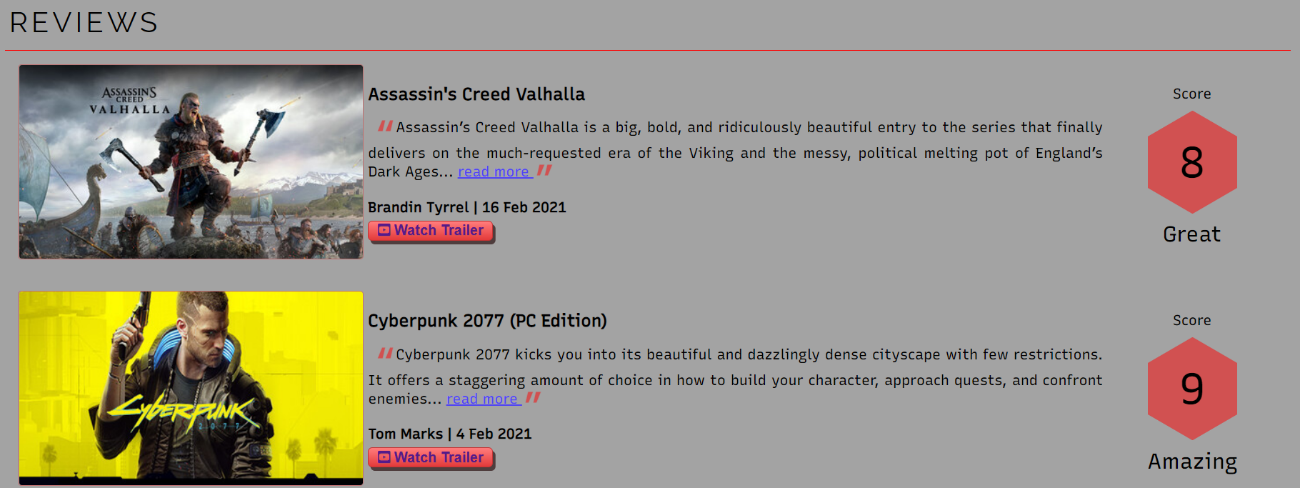 REVIEWS
ASSASSIN'S
CREED
VALHALLA
Assassin's Creed Valhalla
"Assassin's Creed Valhalla is a big, bold, and ridiculously beautiful entry to the series that finally
delivers on the much-requested era of the Viking and the messy, political melting pot of England's
Dark Ages... read more "
Brandin Tyrrel | 16 Feb 2021
Watch Trailer
Score
8
Great
Cyberpunk
2077
Cyberpunk 2077 (PC Edition)
"Cyberpunk 2077 kicks you into its beautiful and dazzlingly dense cityscape with few restrictions.
It offers a staggering amount of choice in how to build your character, approach quests, and confront
enemies... read more "
Tom Marks | 4 Feb 2021
Watch Trailer
Score
9
Amazing